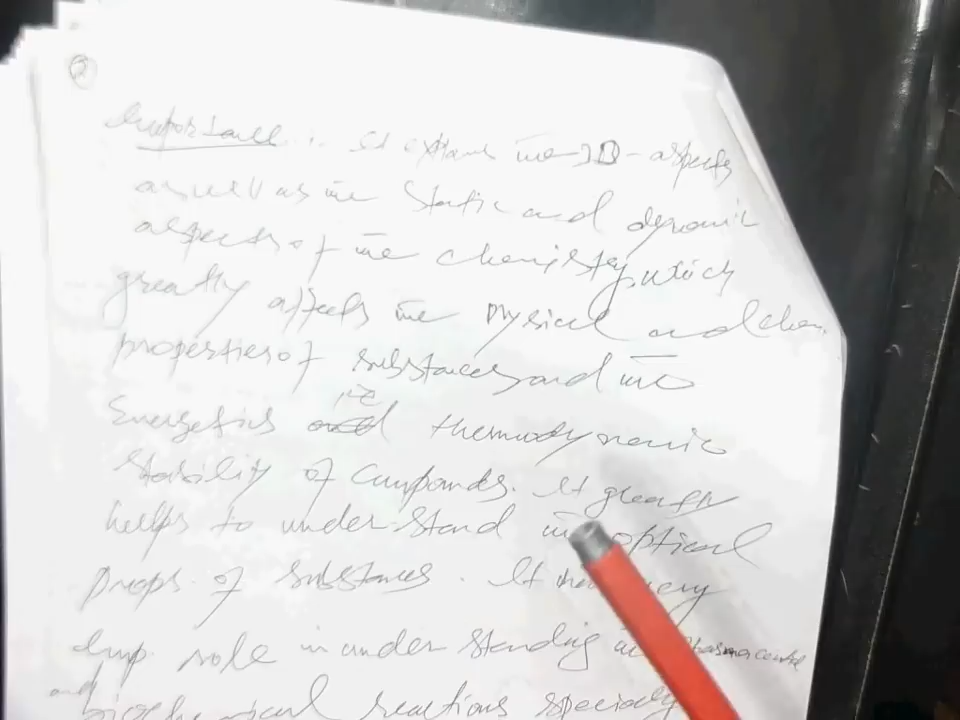 ②
Importance : It explains the 3D - aspects
as well as the static and dynamic
aspects of the chemistry, which
greatly affects the physical and chem.
properties of substances and the
Energetics i.e. thermodynamic
stability of compounds. It greatly
helps to understand the optical
props of substances. It very
Imp. role in understanding
and biochemical reactions specially